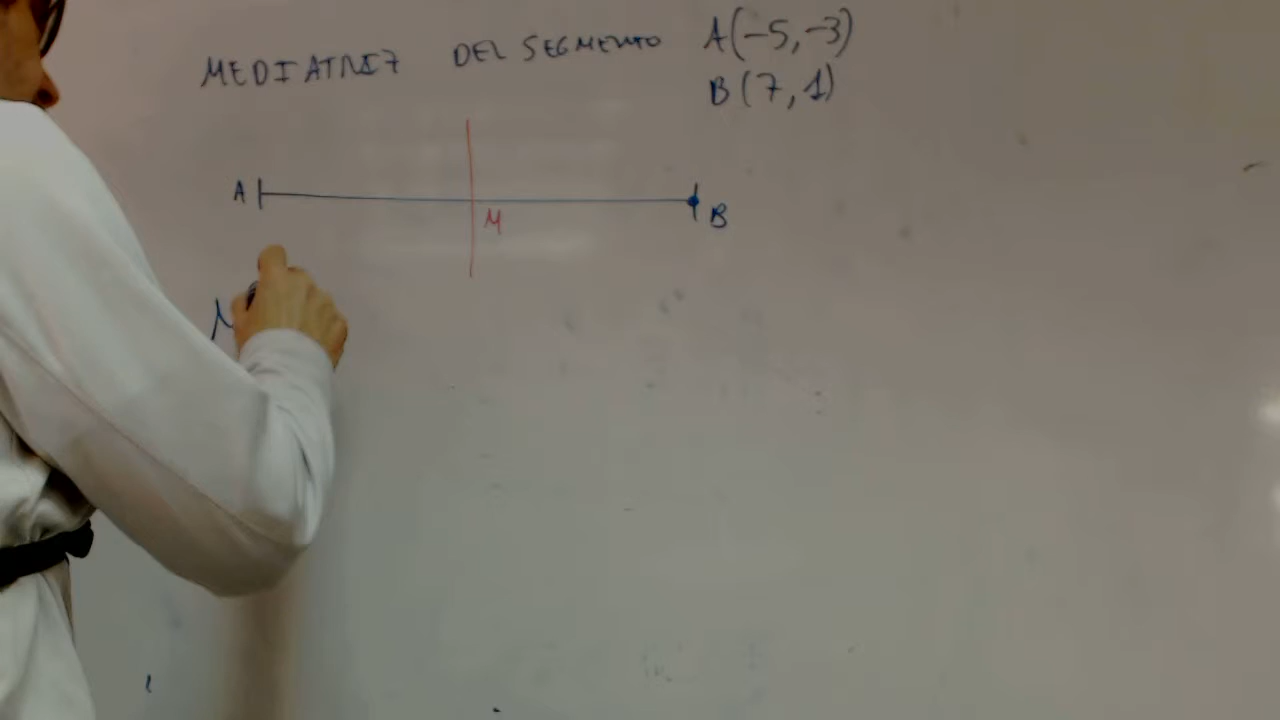 MEDIATRIZ DEL SEGMENTO A(-5,-3)
B(7,1)
A
M
B
M